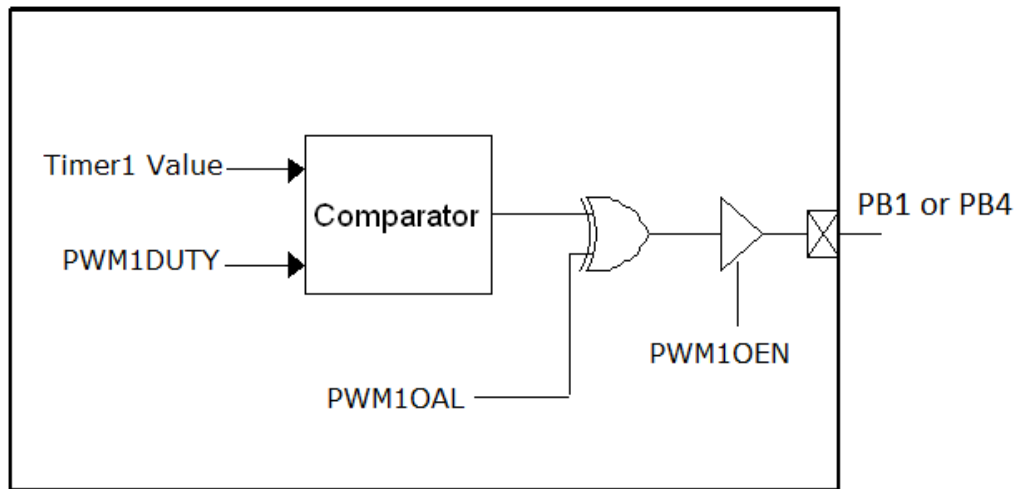 Timer1 Value
Comparator
PWM1DUTY
PWM1OAL
PWM1OEN
PB1 or PB4